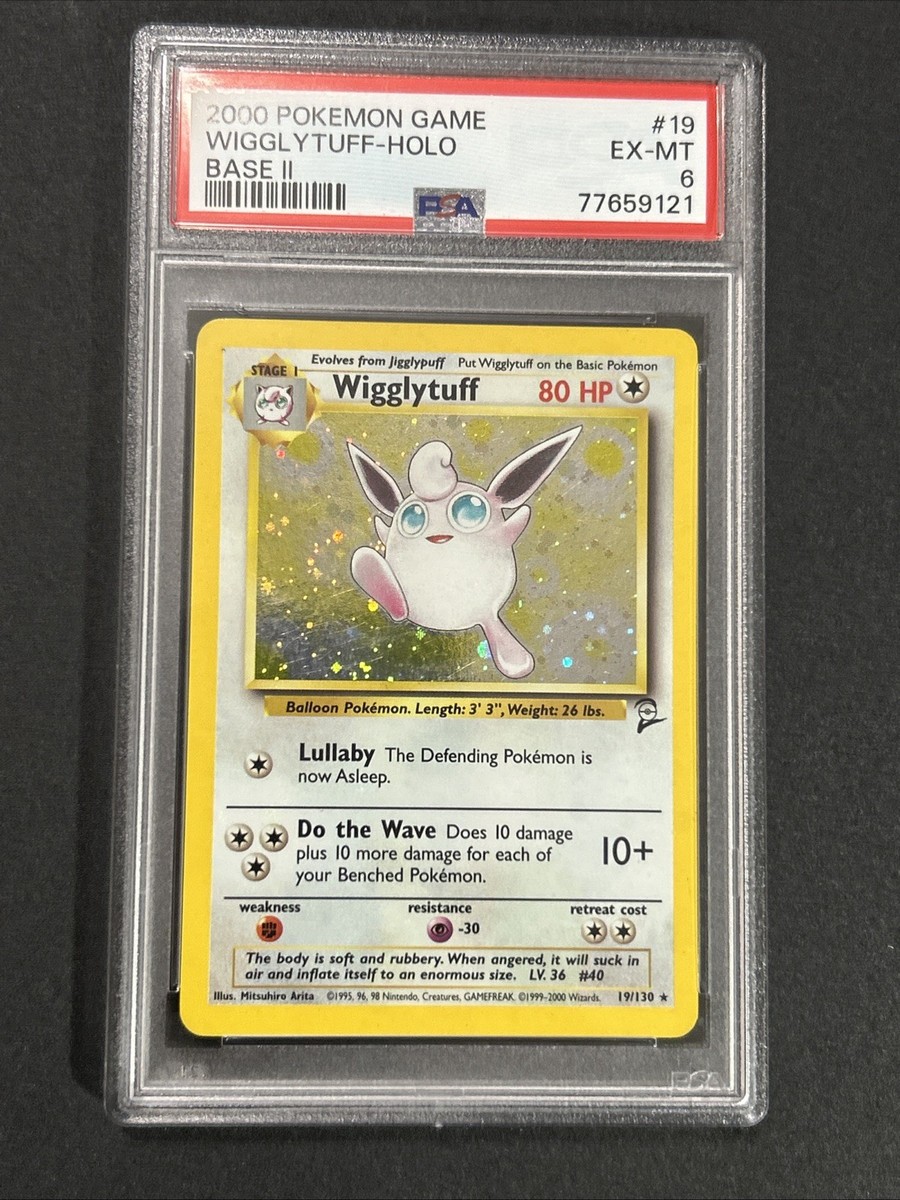 2000 POKEMON GAME #19
WIGGLYTUFF-HOLO EX-MT
BASE II 6
PSA 77659121
Evolves from Jigglypuff Put Wigglytuff on the Basic Pokémon
STAGE 1
Wigglytuff 80 HP
Balloon Pokémon. Length: 3' 3", Weight: 26 lbs.
Lullaby The Defending Pokémon is
now Asleep.
Do the Wave Does 10 damage
plus 10 more damage for each of 10+
your Benched Pokémon.
weakness resistance retreat cost
-30
The body is soft and rubbery. When angered, it will suck in
air and inflate itself to an enormous size. LV. 36 #40
Illus. Mitsuhiro Arita ©1995, 96, 98 Nintendo, Creatures, GAMEFREAK. ©1999-2000 Wizards. 19/130 ★
PSA